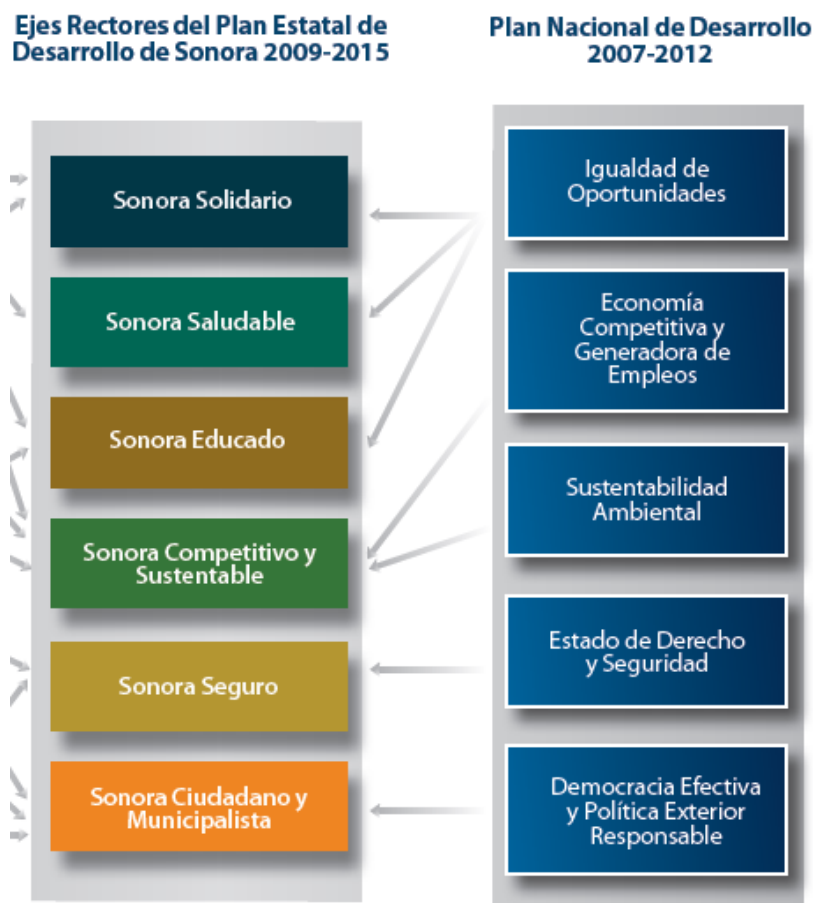 Ejes Rectores del Plan Estatal de
Desarrollo de Sonora 2009-2015
Sonora Solidario
Sonora Saludable
Sonora Educado
Sonora Competitivo y
Sustentable
Sonora Seguro
Sonora Ciudadano y
Municipalista
Plan Nacional de Desarrollo
2007-2012
Igualdad de
Oportunidades
Economía
Competitiva y
Generadora de
Empleos
Sustentabilidad
Ambiental
Estado de Derecho
y Seguridad
Democracia Efectiva
y Política Exterior
Responsable